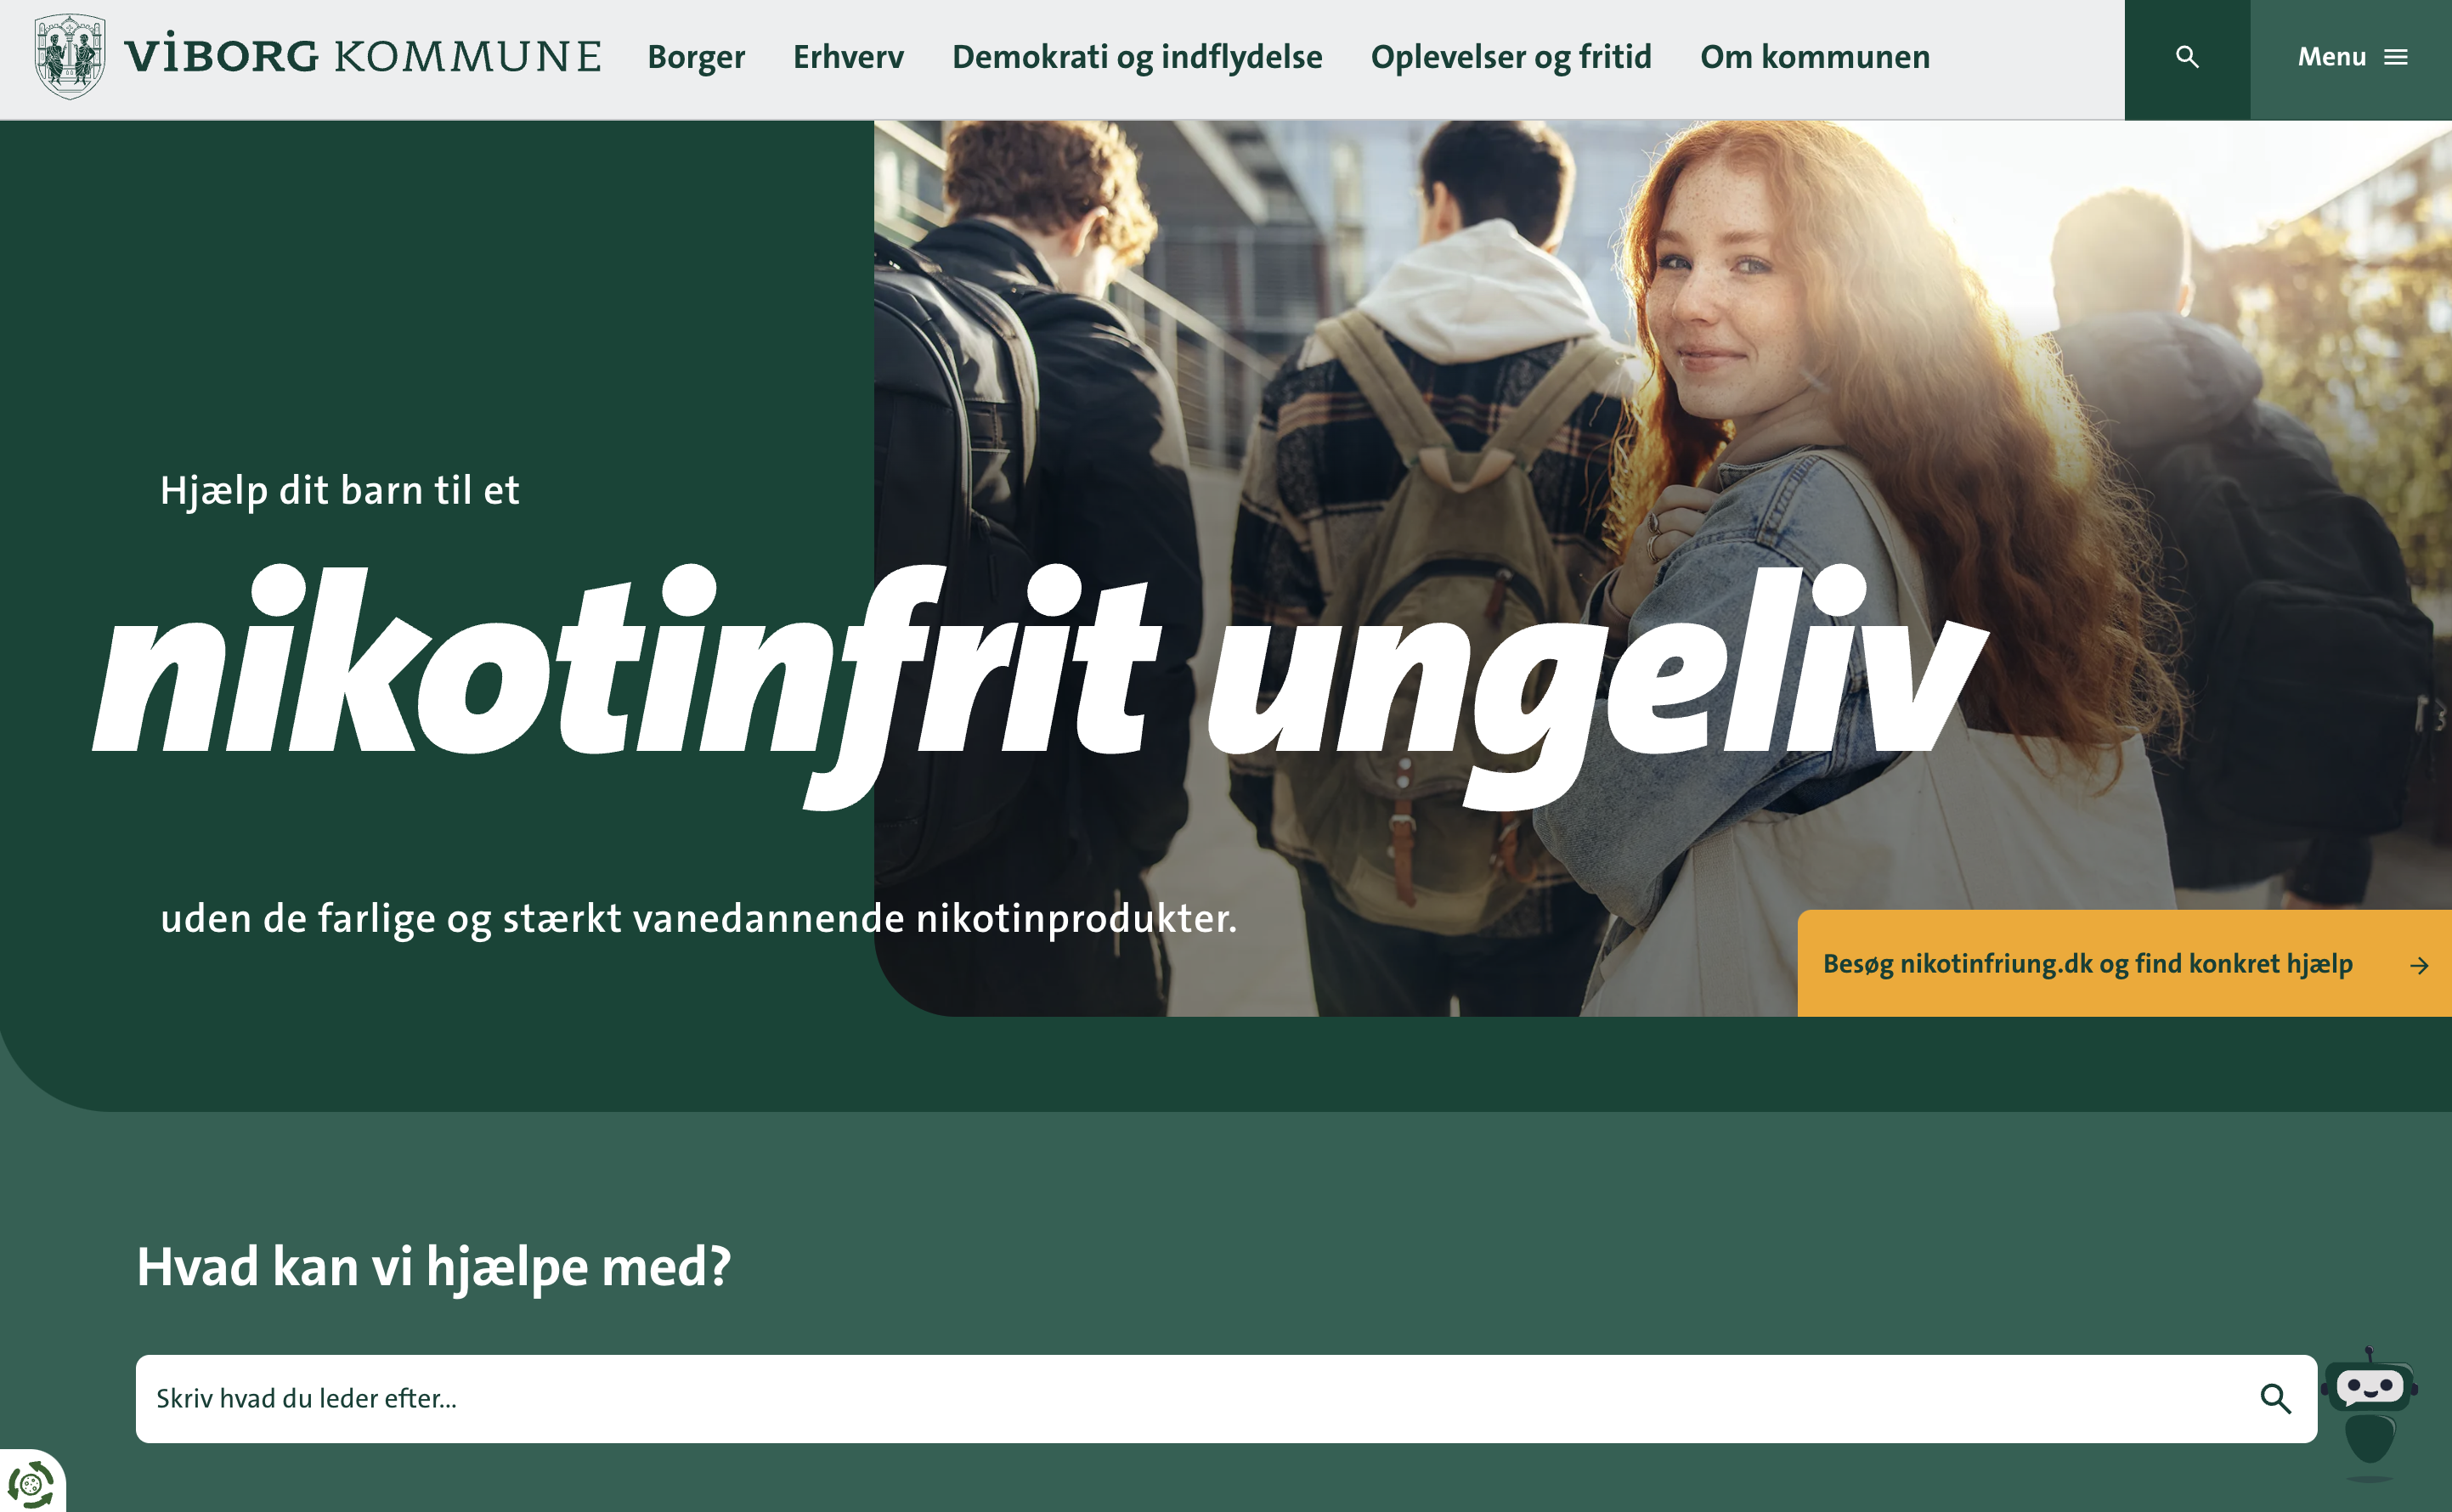 VIBORG KOMMUNE
Borger
Erhverv
Demokrati og indflydelse
Oplevelser og fritid
Om kommunen
Menu
Hjælp dit barn til et
nikotinfrit ungeliv
uden de farlige og stærkt vanedannende nikotinprodukter.
Besøg nikotinfriung.dk og find konkret hjælp
Hvad kan vi hjælpe med?
Skriv hvad du leder efter...